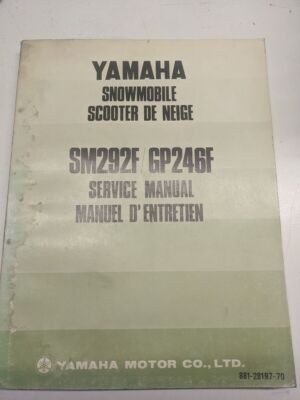 YAMAHA
SNOWMOBILE
SCOOTER DE NEIGE
SM292F/GP246F
SERVICE MANUAL
MANUEL D'ENTRETIEN
YAMAHA MOTOR CO., LTD.
881-28197-70